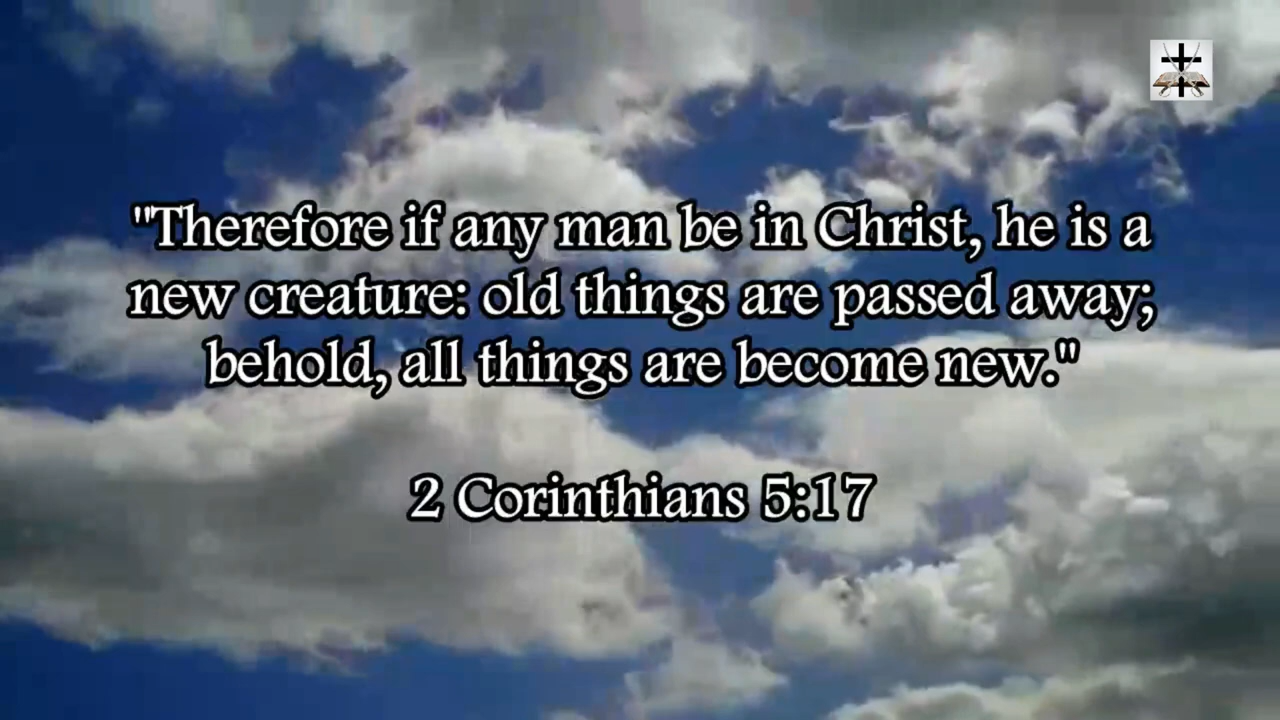 "Therefore if any man be in Christ, he is a
new creature: old things are passed away;
behold, all things are become new."
2 Corinthians 5:17